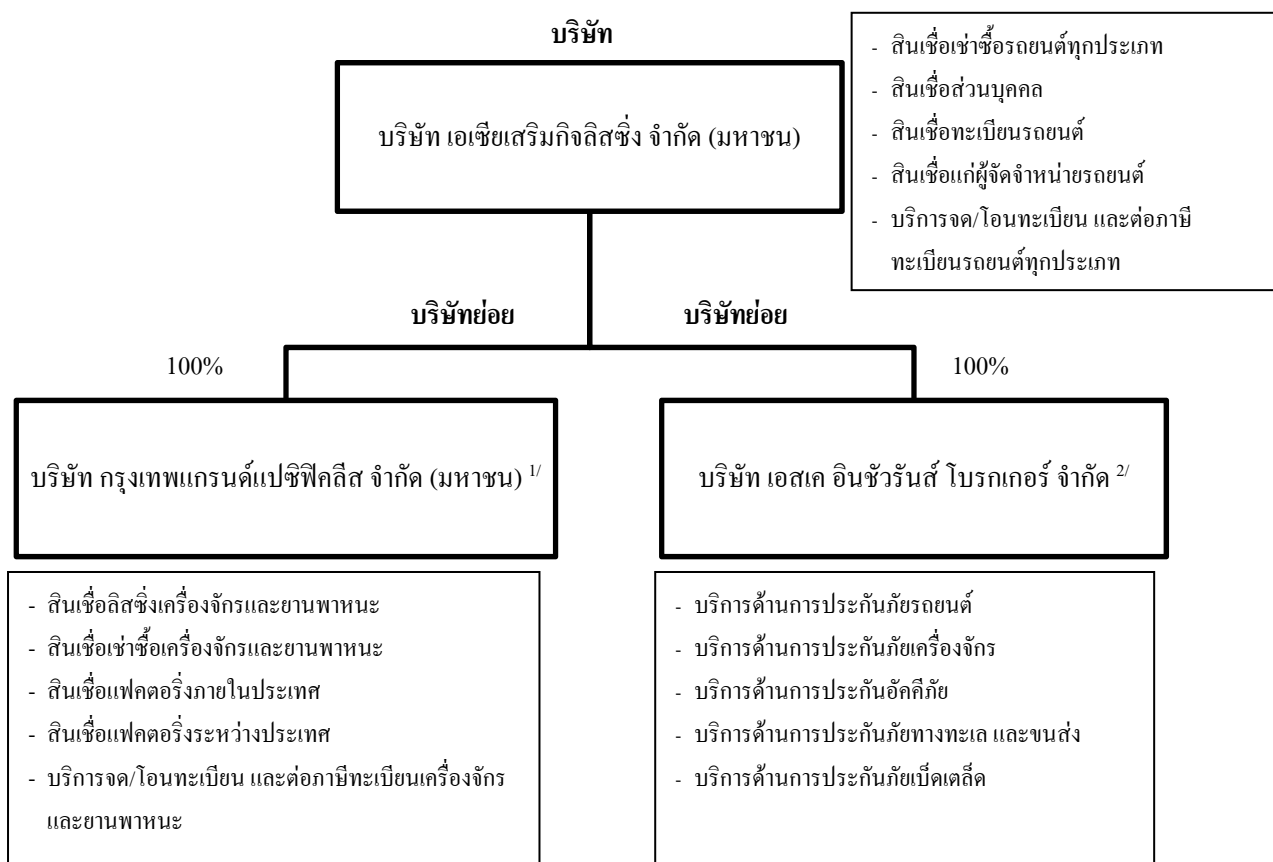 บริษัท
บริษัท เอเซียเสริมกิจลิสซิ่ง จำกัด (มหาชน)
- สินเชื่อเช่าซื้อรถยนต์ทุกประเภท
- สินเชื่อส่วนบุคคล
- สินเชื่อทะเบียนรถยนต์
- สินเชื่อแก่ผู้จัดจำหน่ายรถยนต์
- บริการจด/โอนทะเบียน และต่อภาษี
ทะเบียนรถยนต์ทุกประเภท
บริษัทย่อย
บริษัทย่อย
100%
100%
บริษัท กรุงเทพแกรนด์แปซิฟิคลีส จำกัด (มหาชน) 1/
บริษัท เอสเค อินชัวรันส์ โบรกเกอร์ จำกัด 2/
- สินเชื่อลิสซิ่งเครื่องจักรและยานพาหนะ
- สินเชื่อเช่าซื้อเครื่องจักรและยานพาหนะ
- สินเชื่อแฟคตอริ่งภายในประเทศ
- สินเชื่อแฟคตอริ่งระหว่างประเทศ
- บริการจด/โอนทะเบียน และต่อภาษีทะเบียนเครื่องจักร
และยานพาหนะ
- บริการด้านการประกันภัยรถยนต์
- บริการด้านการประกันภัยเครื่องจักร
- บริการด้านการประกันอัคคีภัย
- บริการด้านการประกันภัยทางทะเล และขนส่ง
- บริการด้านการประกันภัยเบ็ดเตล็ด